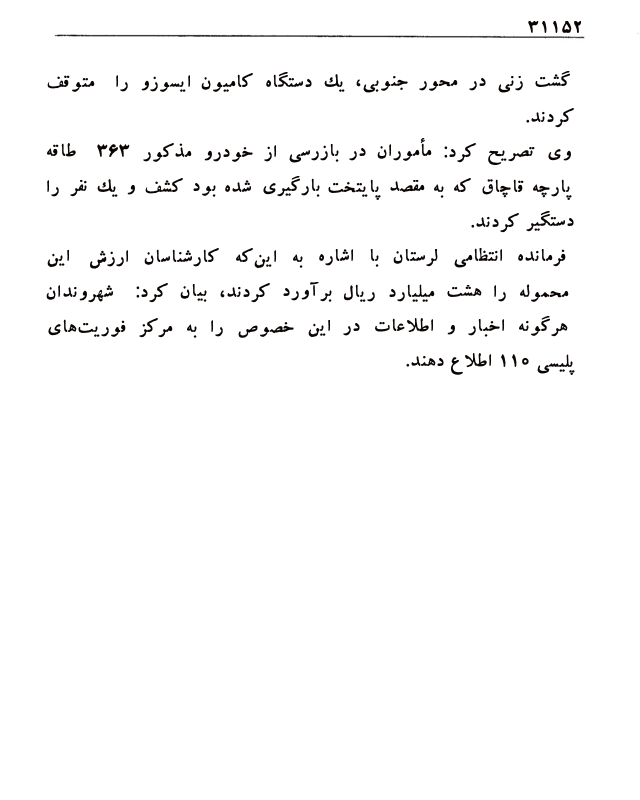 ۳۱۱۵۲
گشت زنی در محور جنوبی، یك دستگاه کامیون ایسوزو را متوقف
کردند.
وی تصریح کرد: مأموران در بازرسی از خودرو مذکور ۳۶۳ طاقه
پارچه قاچاق که به مقصد پایتخت بارگیری شده بود کشف و یك نفر را
دستگیر کردند.
فرمانده انتظامی لرستان با اشاره به این‌که کارشناسان ارزش این
محموله را هشت میلیارد ریال برآورد کردند، بیان کرد: شهروندان
هرگونه اخبار و اطلاعات در این خصوص را به مرکز فوریت‌های
پلیسی ۱۱۰ اطلاع دهند.